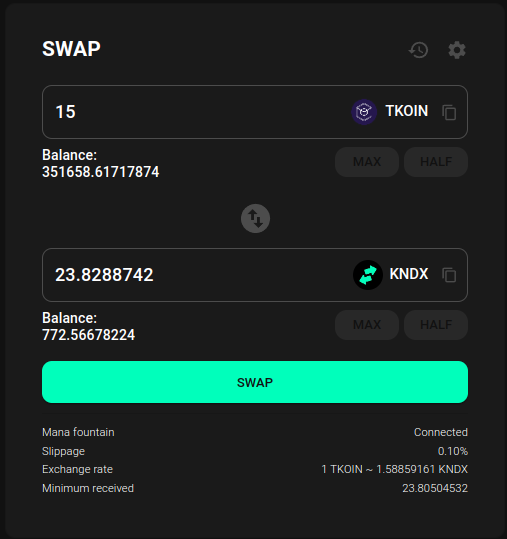 SWAP
15 TKOIN
Balance:
351658.61717874
MAX HALF
23.8288742 KNDX
Balance:
772.56678224
MAX HALF
SWAP
Mana fountain Connected
Slippage 0.10%
Exchange rate 1 TKOIN ~ 1.58859161 KNDX
Minimum received 23.80504532